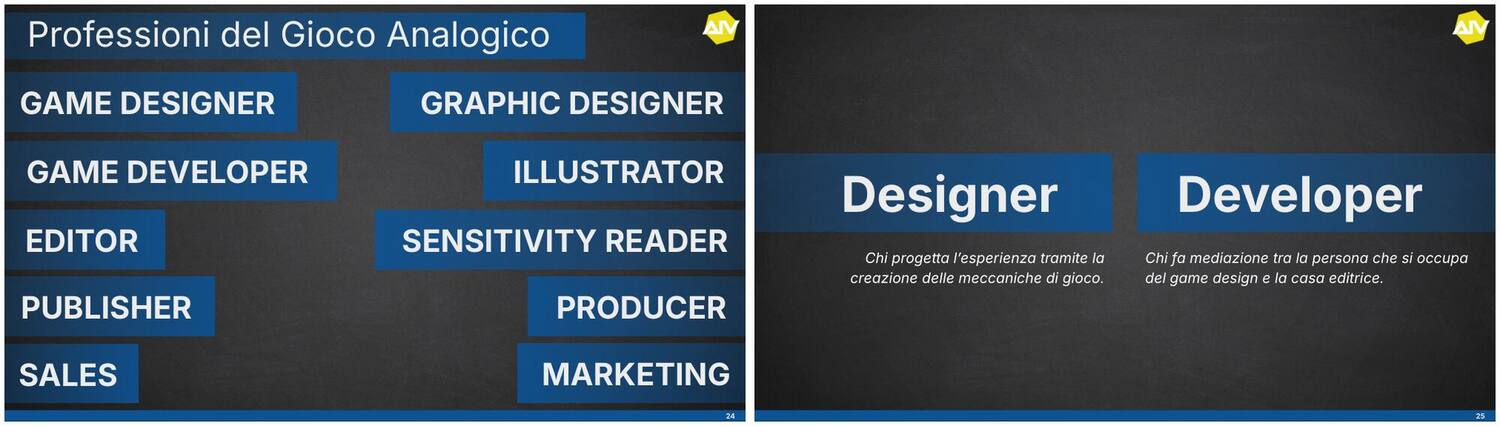 Professioni del Gioco Analogico
AIV
GAME DESIGNER
GRAPHIC DESIGNER
GAME DEVELOPER
ILLUSTRATOR
EDITOR
SENSITIVITY READER
PUBLISHER
PRODUCER
SALES
MARKETING
24
AIV
Designer
Developer
Chi progetta l’esperienza tramite la
creazione delle meccaniche di gioco.
Chi fa mediazione tra la persona che si occupa
del game design e la casa editrice.
25